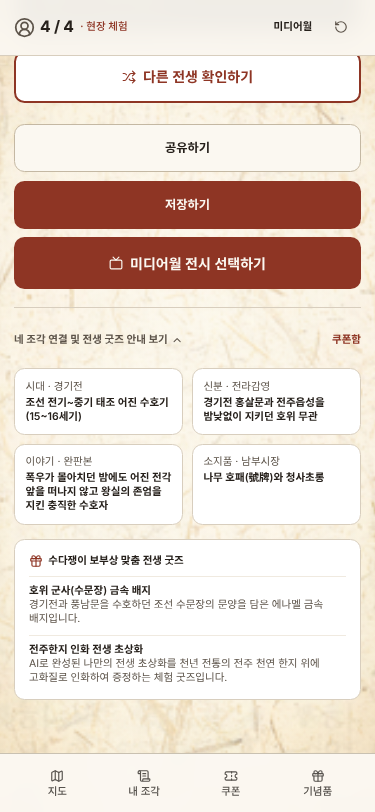 4 / 4 · 현장 체험 미디어월
다른 전생 확인하기
공유하기
저장하기
미디어월 전시 선택하기
네 조각 연결 및 전생 굿즈 안내 보기 쿠폰함
시대 · 경기전
조선 전기~중기 태조 어진 수호기
(15~16세기)
신분 · 전라감영
경기전 홍살문과 전주읍성을
밤낮없이 지키던 호위 무관
이야기 · 완판본
폭우가 몰아치던 밤에도 어진 전각
앞을 떠나지 않고 왕실의 존엄을
지킨 충직한 수호자
소지품 · 남부시장
나무 호패(號牌)와 청사초롱
수다쟁이 보부상 맞춤 전생 굿즈
호위 군사(수문장) 금속 배지
경기전과 풍남문을 수호하던 조선 수문장의 문양을 담은 에나멜 금속
배지입니다.
전주한지 인화 전생 초상화
AI로 완성된 나만의 전생 초상화를 천년 전통의 전주 천연 한지 위에
고화질로 인화하여 증정하는 체험 굿즈입니다.
지도 내 조각 쿠폰 기념품